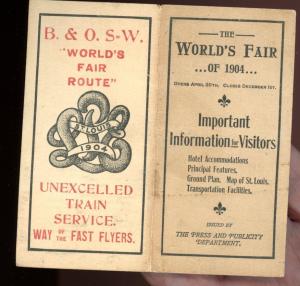 B. & O. S-W.
"WORLD'S
FAIR
ROUTE"
ST. LOUIS
1904
UNEXCELLED
TRAIN
SERVICE.
WAY OF THE FAST FLYERS.
THE
WORLD'S FAIR
...OF 1904...
OPENS APRIL 30TH, CLOSES DECEMBER 1ST.
Important
Information for Visitors
Hotel Accommodations
Principal Features.
Ground Plan. Map of St. Louis.
Transportation Facilities.
ISSUED BY
THE PRESS AND PUBLICITY
DEPARTMENT.